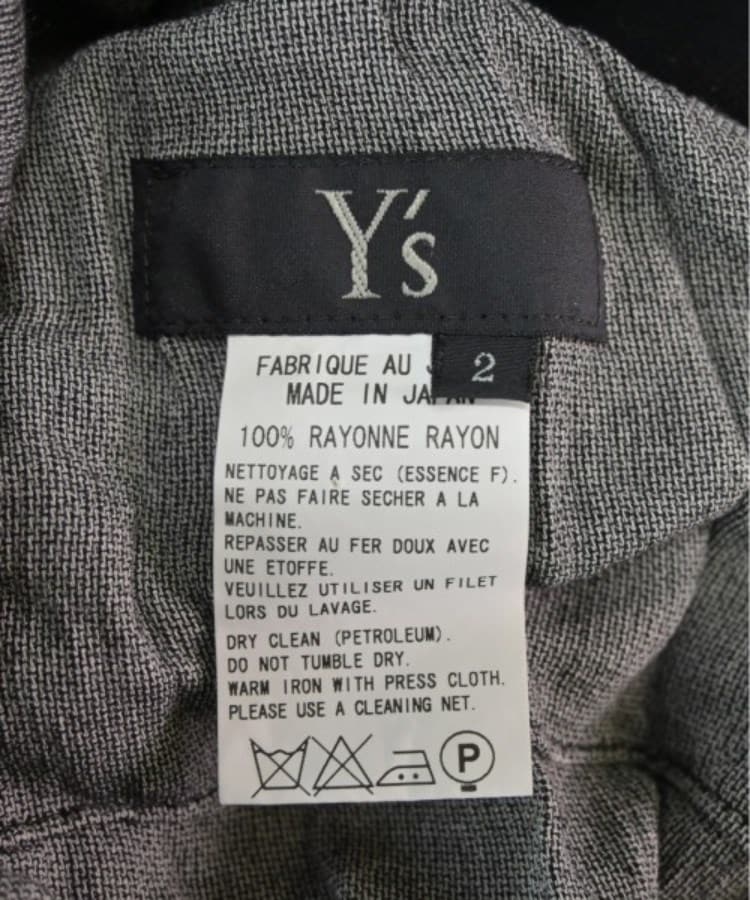 Y's
2
FABRIQUE AU
MADE IN JAPAN
100% RAYONNE RAYON
NETTOYAGE A SEC (ESSENCE F).
NE PAS FAIRE SECHER A LA
MACHINE.
REPASSER AU FER DOUX AVEC
UNE ETOFFE.
VEUILLEZ UTILISER UN FILET
LORS DU LAVAGE.
DRY CLEAN (PETROLEUM).
DO NOT TUMBLE DRY.
WARM IRON WITH PRESS CLOTH.
PLEASE USE A CLEANING NET.
P